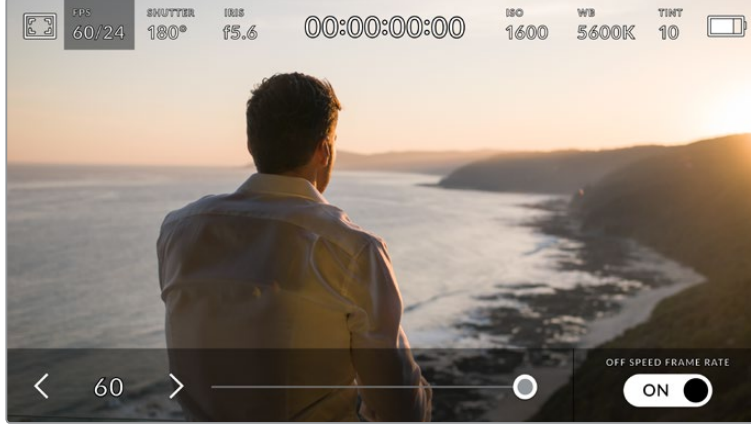 FPS SHUTTER IRIS ISO WB TINT
60/24 180° f5.6 00:00:00:00 1600 5600K 10
OFF SPEED FRAME RATE
60 ON